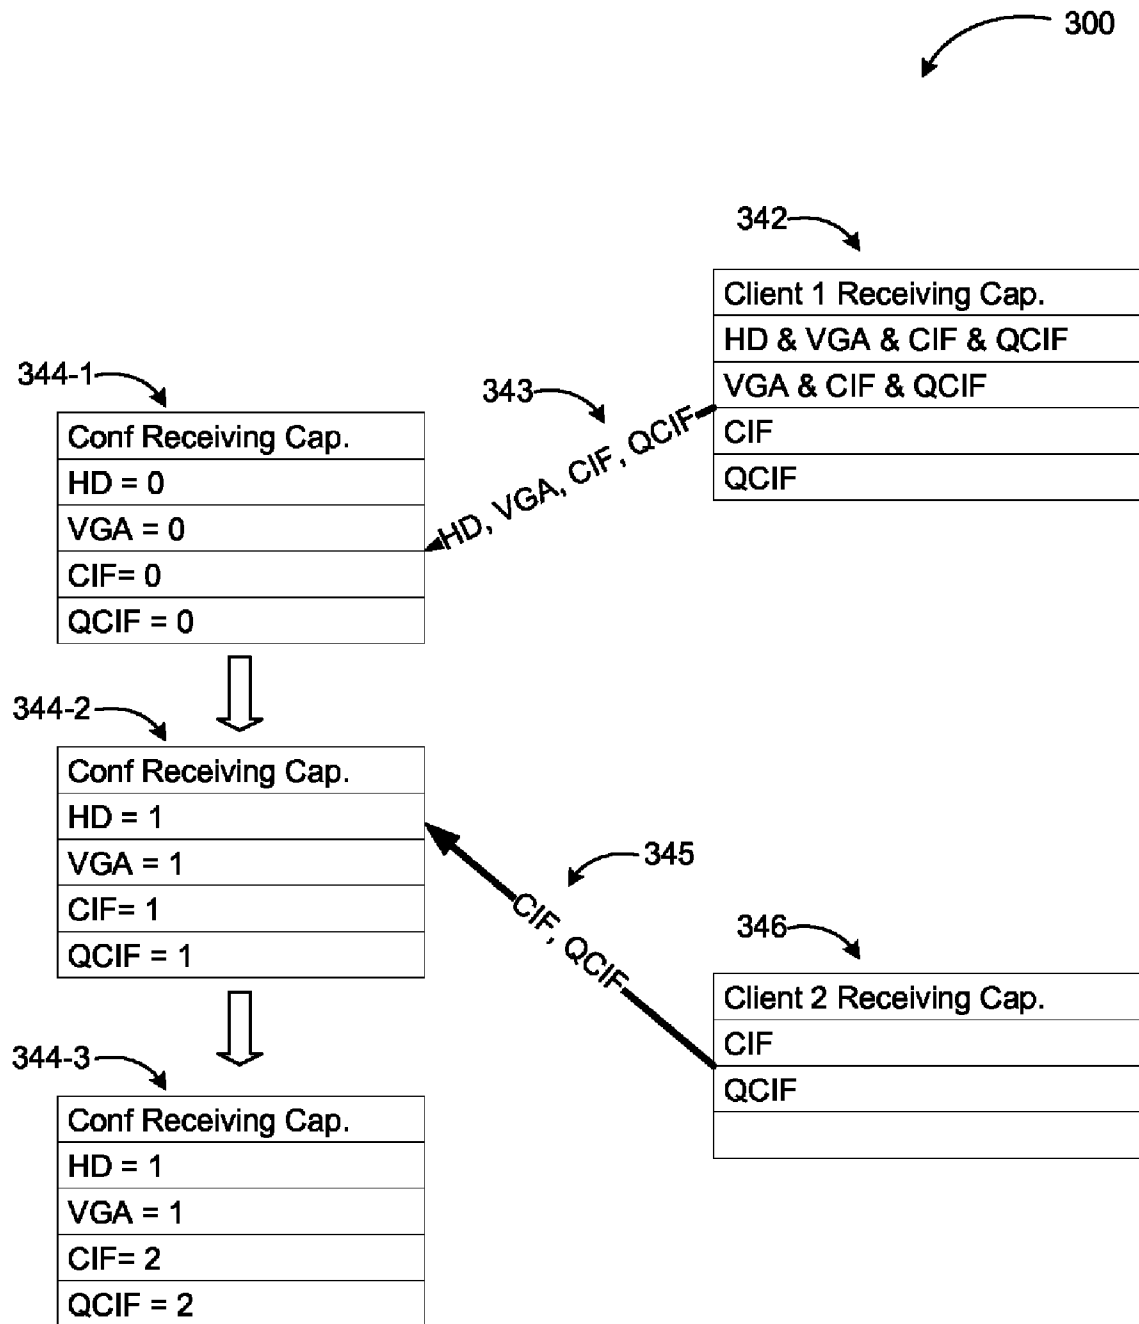 300
342
Client 1 Receiving Cap.
HD & VGA & CIF & QCIF
VGA & CIF & QCIF
CIF
QCIF
343
HD, VGA, CIF, QCIF
344-1
Conf Receiving Cap.
HD = 0
VGA = 0
CIF= 0
QCIF = 0
344-2
Conf Receiving Cap.
HD = 1
VGA = 1
CIF= 1
QCIF = 1
345
CIF, QCIF
346
Client 2 Receiving Cap.
CIF
QCIF
344-3
Conf Receiving Cap.
HD = 1
VGA = 1
CIF= 2
QCIF = 2